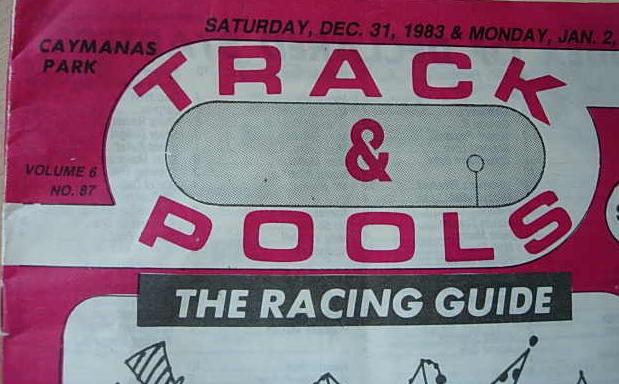 SATURDAY, DEC. 31, 1983 & MONDAY, JAN. 2,
CAYMANAS
PARK
TRACK
&
POOLS
VOLUME 6
NO. 87
THE RACING GUIDE